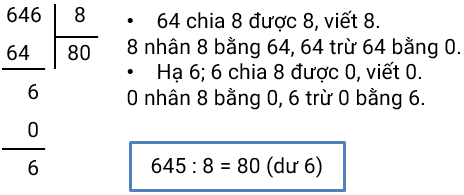 646 8
64 80
6
0
6
• 64 chia 8 được 8, viết 8.
8 nhân 8 bằng 64, 64 trừ 64 bằng 0.
• Hạ 6; 6 chia 8 được 0, viết 0.
0 nhân 8 bằng 0, 6 trừ 0 bằng 6.
645 : 8 = 80 (dư 6)